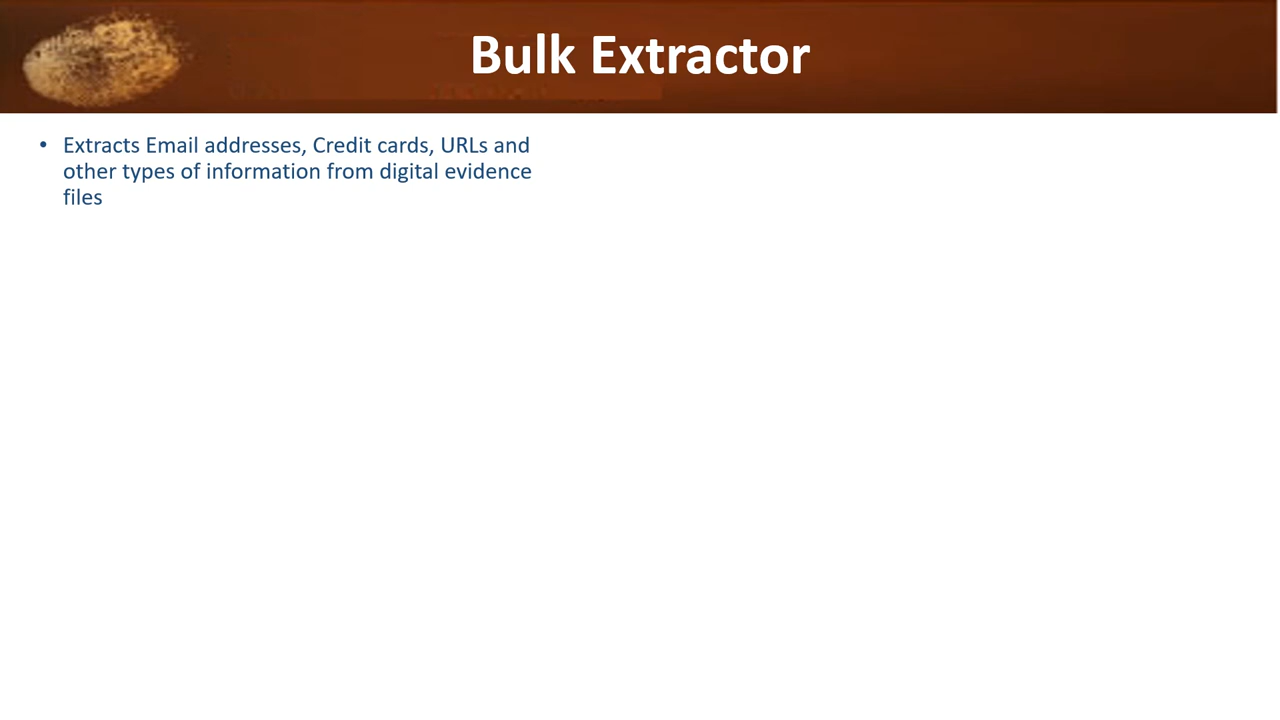 Bulk Extractor
• Extracts Email addresses, Credit cards, URLs and
other types of information from digital evidence
files